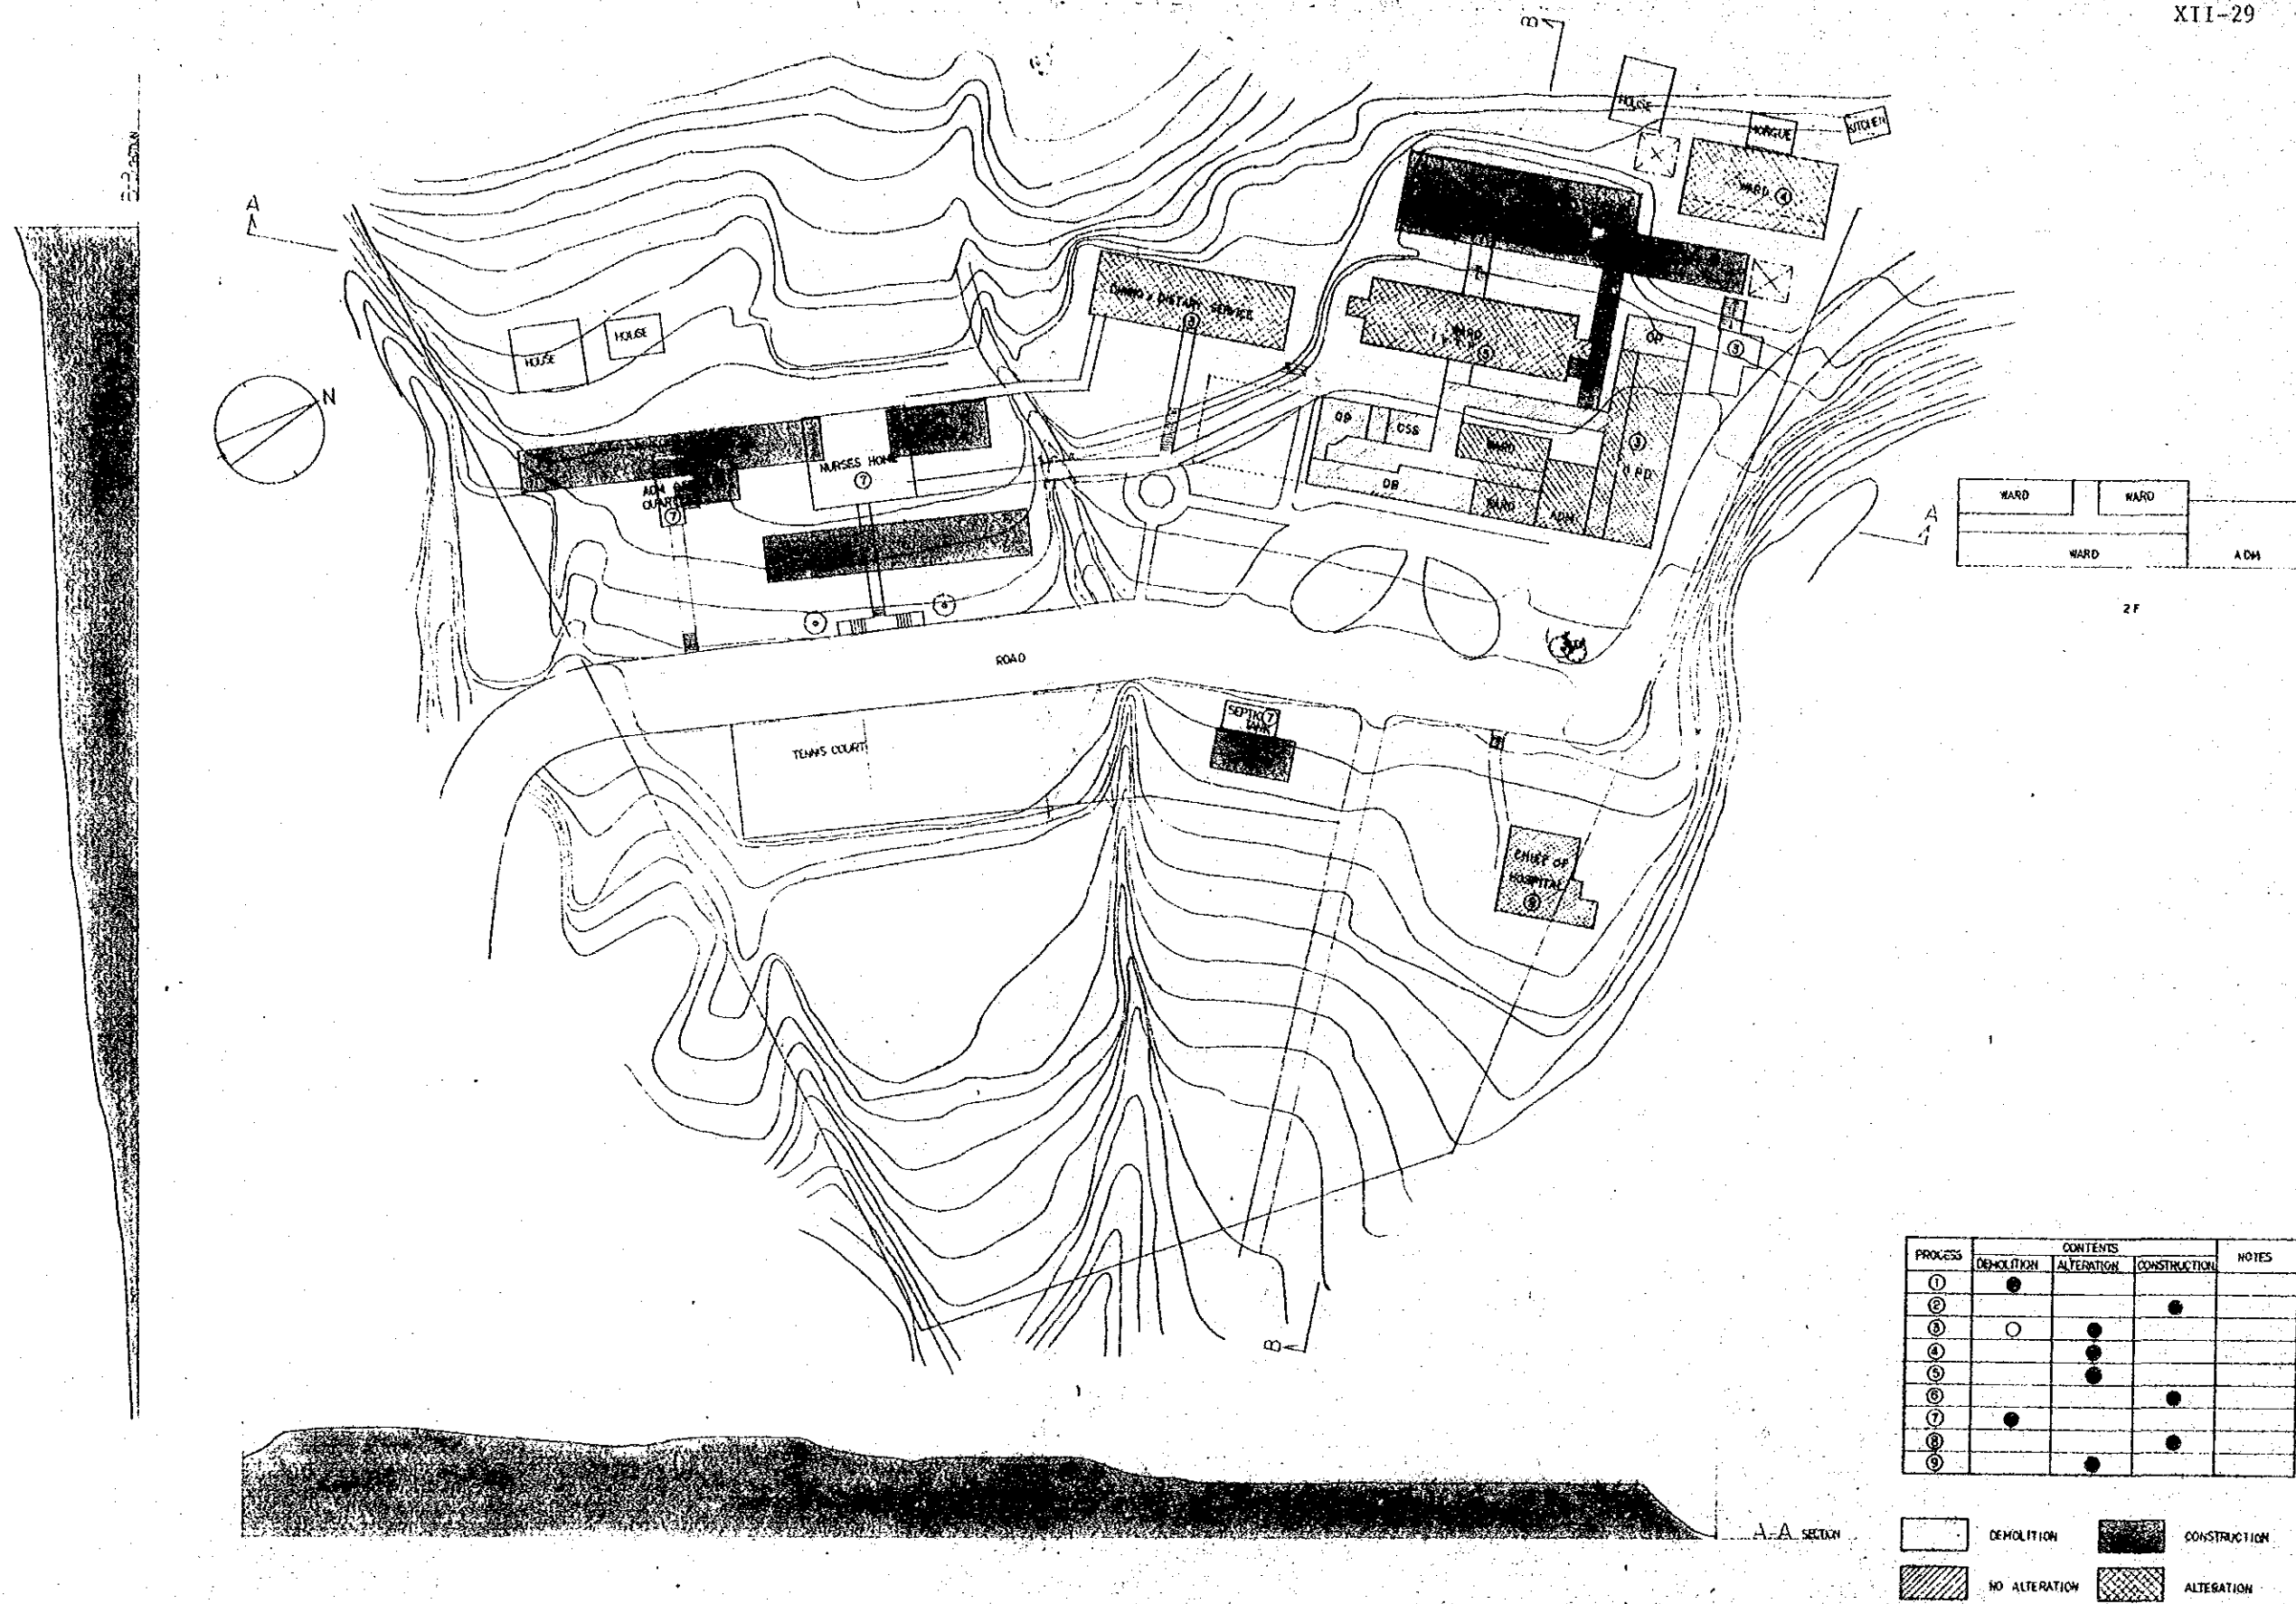 XII-29
B
HOUSE
MORGUE
KITCHEN
WARD ④
A
B-B SECTION
DINING & DIETARY SERVICE
③
WARD
⑤
OP
③
HOUSE
HOUSE
N
OP
CSS
WARD
③
O.P.D.
NURSES HOME
⑦
ADM
QUARTERS
⑦
OB
WARD
ADM
A
WARD
WARD
WARD
ADM
2F
ROAD
SEPTIC ⑦
TANK
TENNIS COURT
CHIEF OF
HOSPITAL
⑨
B
PROCESS
CONTENTS
NOTES
DEMOLITION
ALTERATION
CONSTRUCTION
①
②
③
④
⑤
⑥
⑦
⑧
⑨
A-A SECTION
DEMOLITION
CONSTRUCTION
NO ALTERATION
ALTERATION